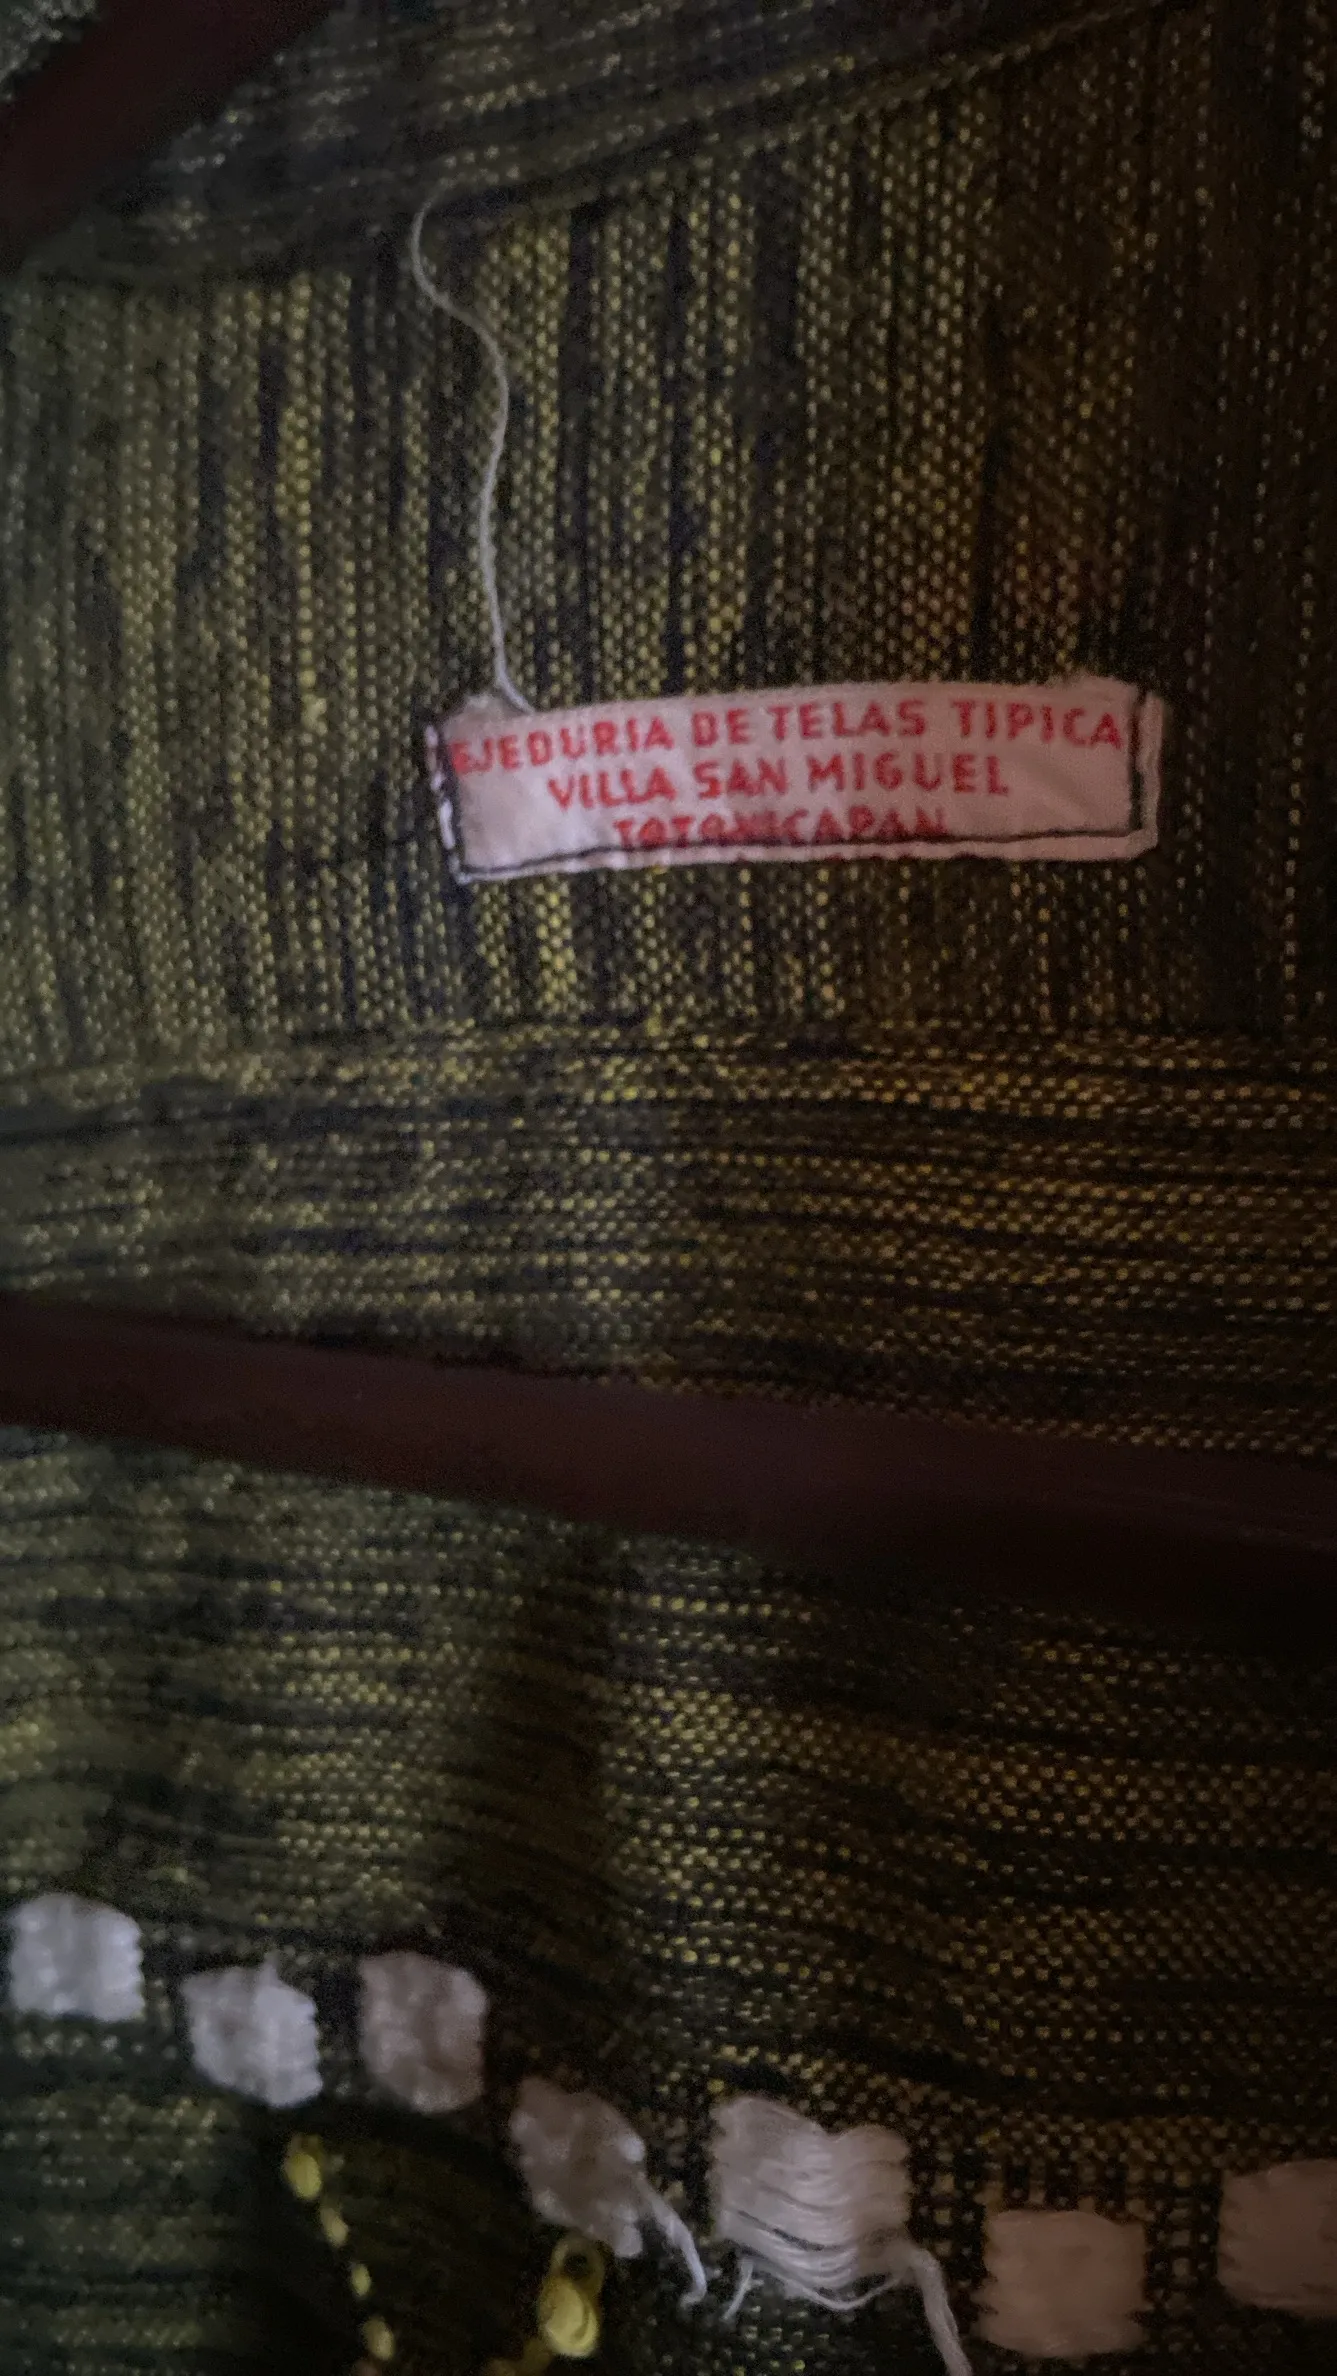 EJEDURIA DE TELAS TIPICA
VILLA SAN MIGUEL
TOTONICAPAN